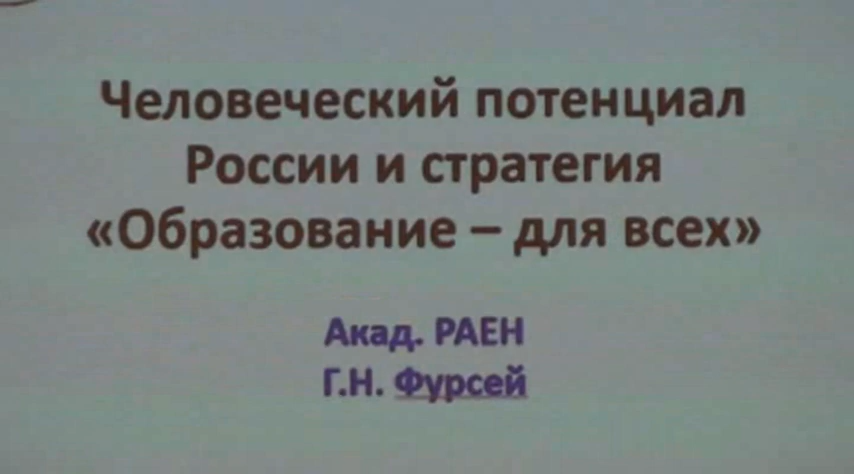 Человеческий потенциал
России и стратегия
«Образование – для всех»
Акад. РАЕН
Г.Н. Фурсей